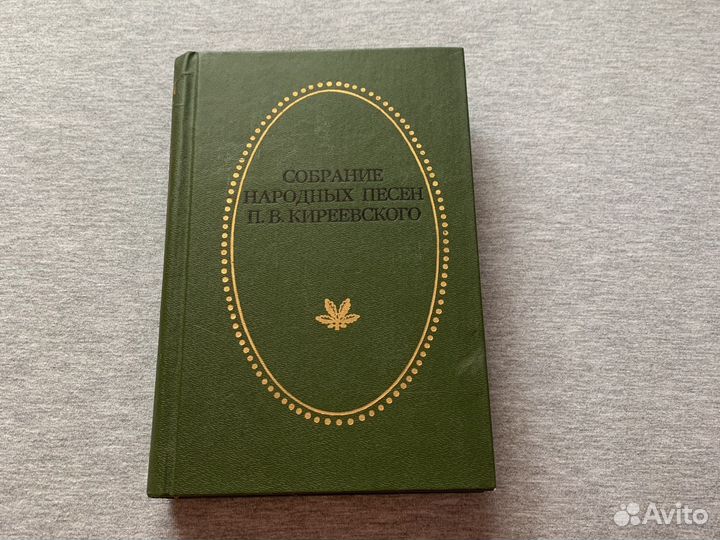 СОБРАНИЕ
НАРОДНЫХ ПЕСЕН
П. В. КИРЕЕВСКОГО
Avito